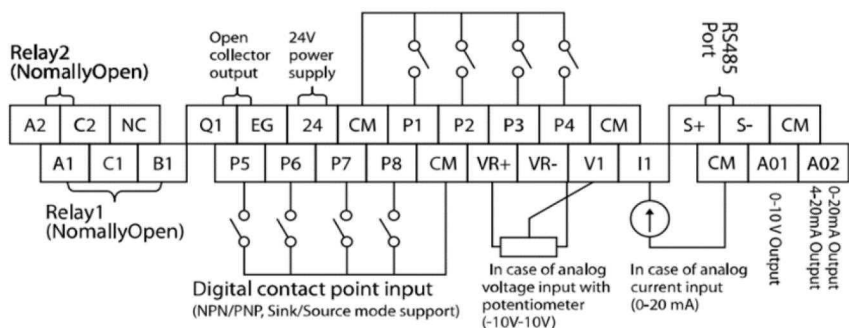 Relay2
(NomallyOpen)
Open
collector
output
24V
power
supply
RS485
Port
A2 C2 NC
Q1 EG 24 CM P1 P2 P3 P4 CM
S+ S- CM
A1 C1 B1
P5 P6 P7 P8 CM VR+ VR- V1 I1
CM A01 A02
Relay1
(NomallyOpen)
Digital contact point input
(NPN/PNP, Sink/Source mode support)
In case of analog
voltage input with
potentiometer
(-10V-10V)
In case of analog
current input
(0-20 mA)
0-10 V Output
0-20mA Output
4-20mA Output